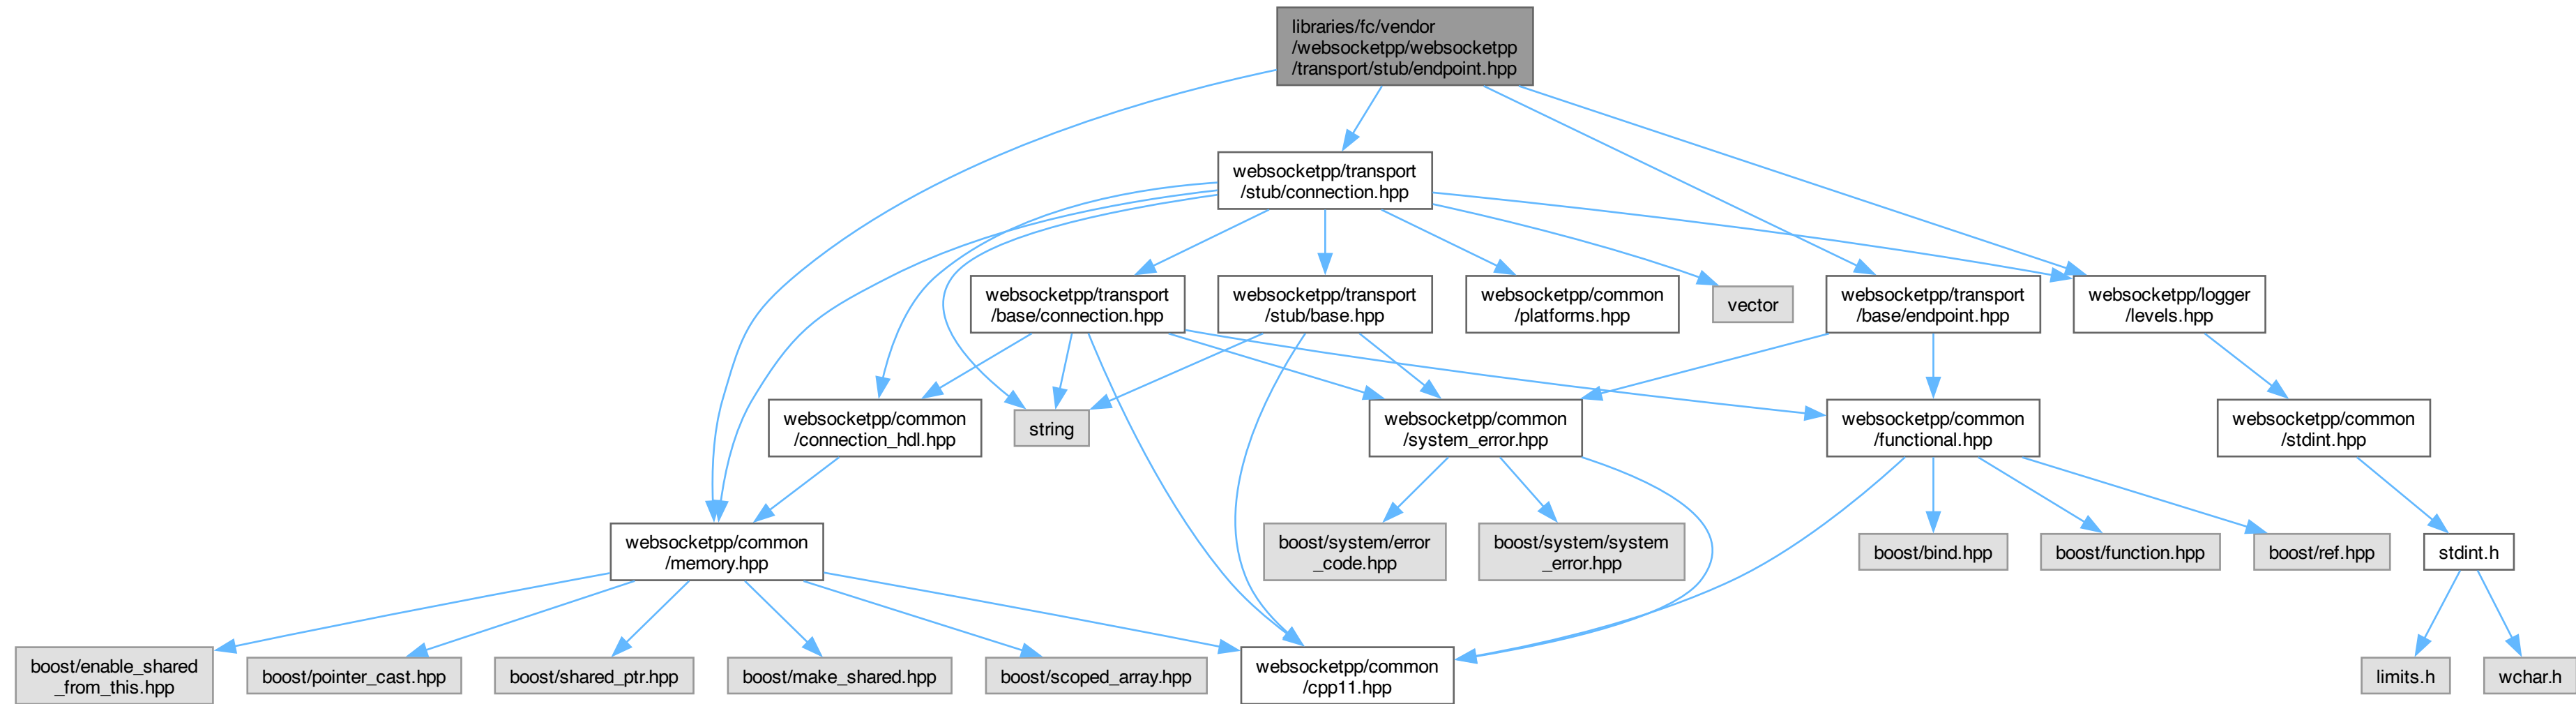 libraries/fc/vendor
/websocketpp/websocketpp
/transport/stub/endpoint.hpp
websocketpp/transport
/stub/connection.hpp
websocketpp/transport
/base/connection.hpp
websocketpp/transport
/stub/base.hpp
websocketpp/common
/platforms.hpp
vector
websocketpp/transport
/base/endpoint.hpp
websocketpp/logger
/levels.hpp
websocketpp/common
/connection_hdl.hpp
string
websocketpp/common
/system_error.hpp
websocketpp/common
/functional.hpp
websocketpp/common
/stdint.hpp
websocketpp/common
/memory.hpp
boost/system/error
_code.hpp
boost/system/system
_error.hpp
boost/bind.hpp
boost/function.hpp
boost/ref.hpp
stdint.h
boost/enable_shared
_from_this.hpp
boost/pointer_cast.hpp
boost/shared_ptr.hpp
boost/make_shared.hpp
boost/scoped_array.hpp
websocketpp/common
/cpp11.hpp
limits.h
wchar.h